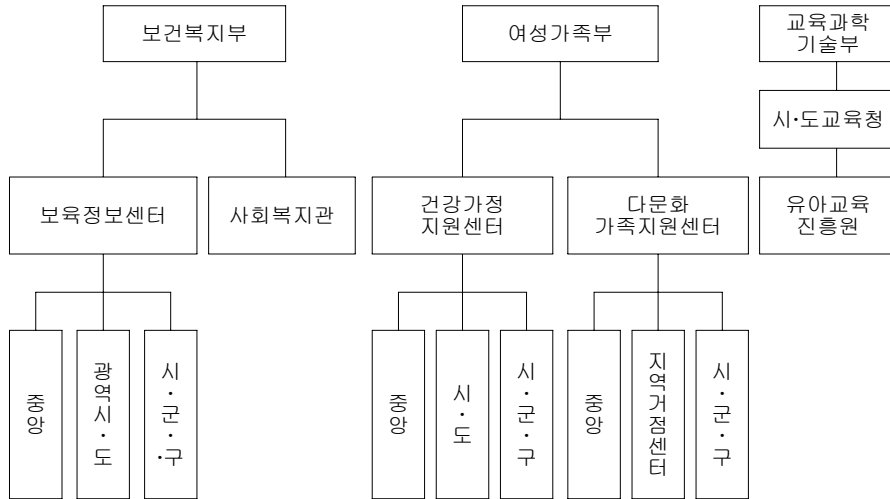 보건복지부
여성가족부
교육과학
기술부
시·도교육청
보육정보센터
사회복지관
건강가정
지원센터
다문화
가족지원센터
유아교육
진흥원
중앙
광역시·도
시·군·구
중앙
시·도
시·군·구
중앙
지역거점센터
시·군·구